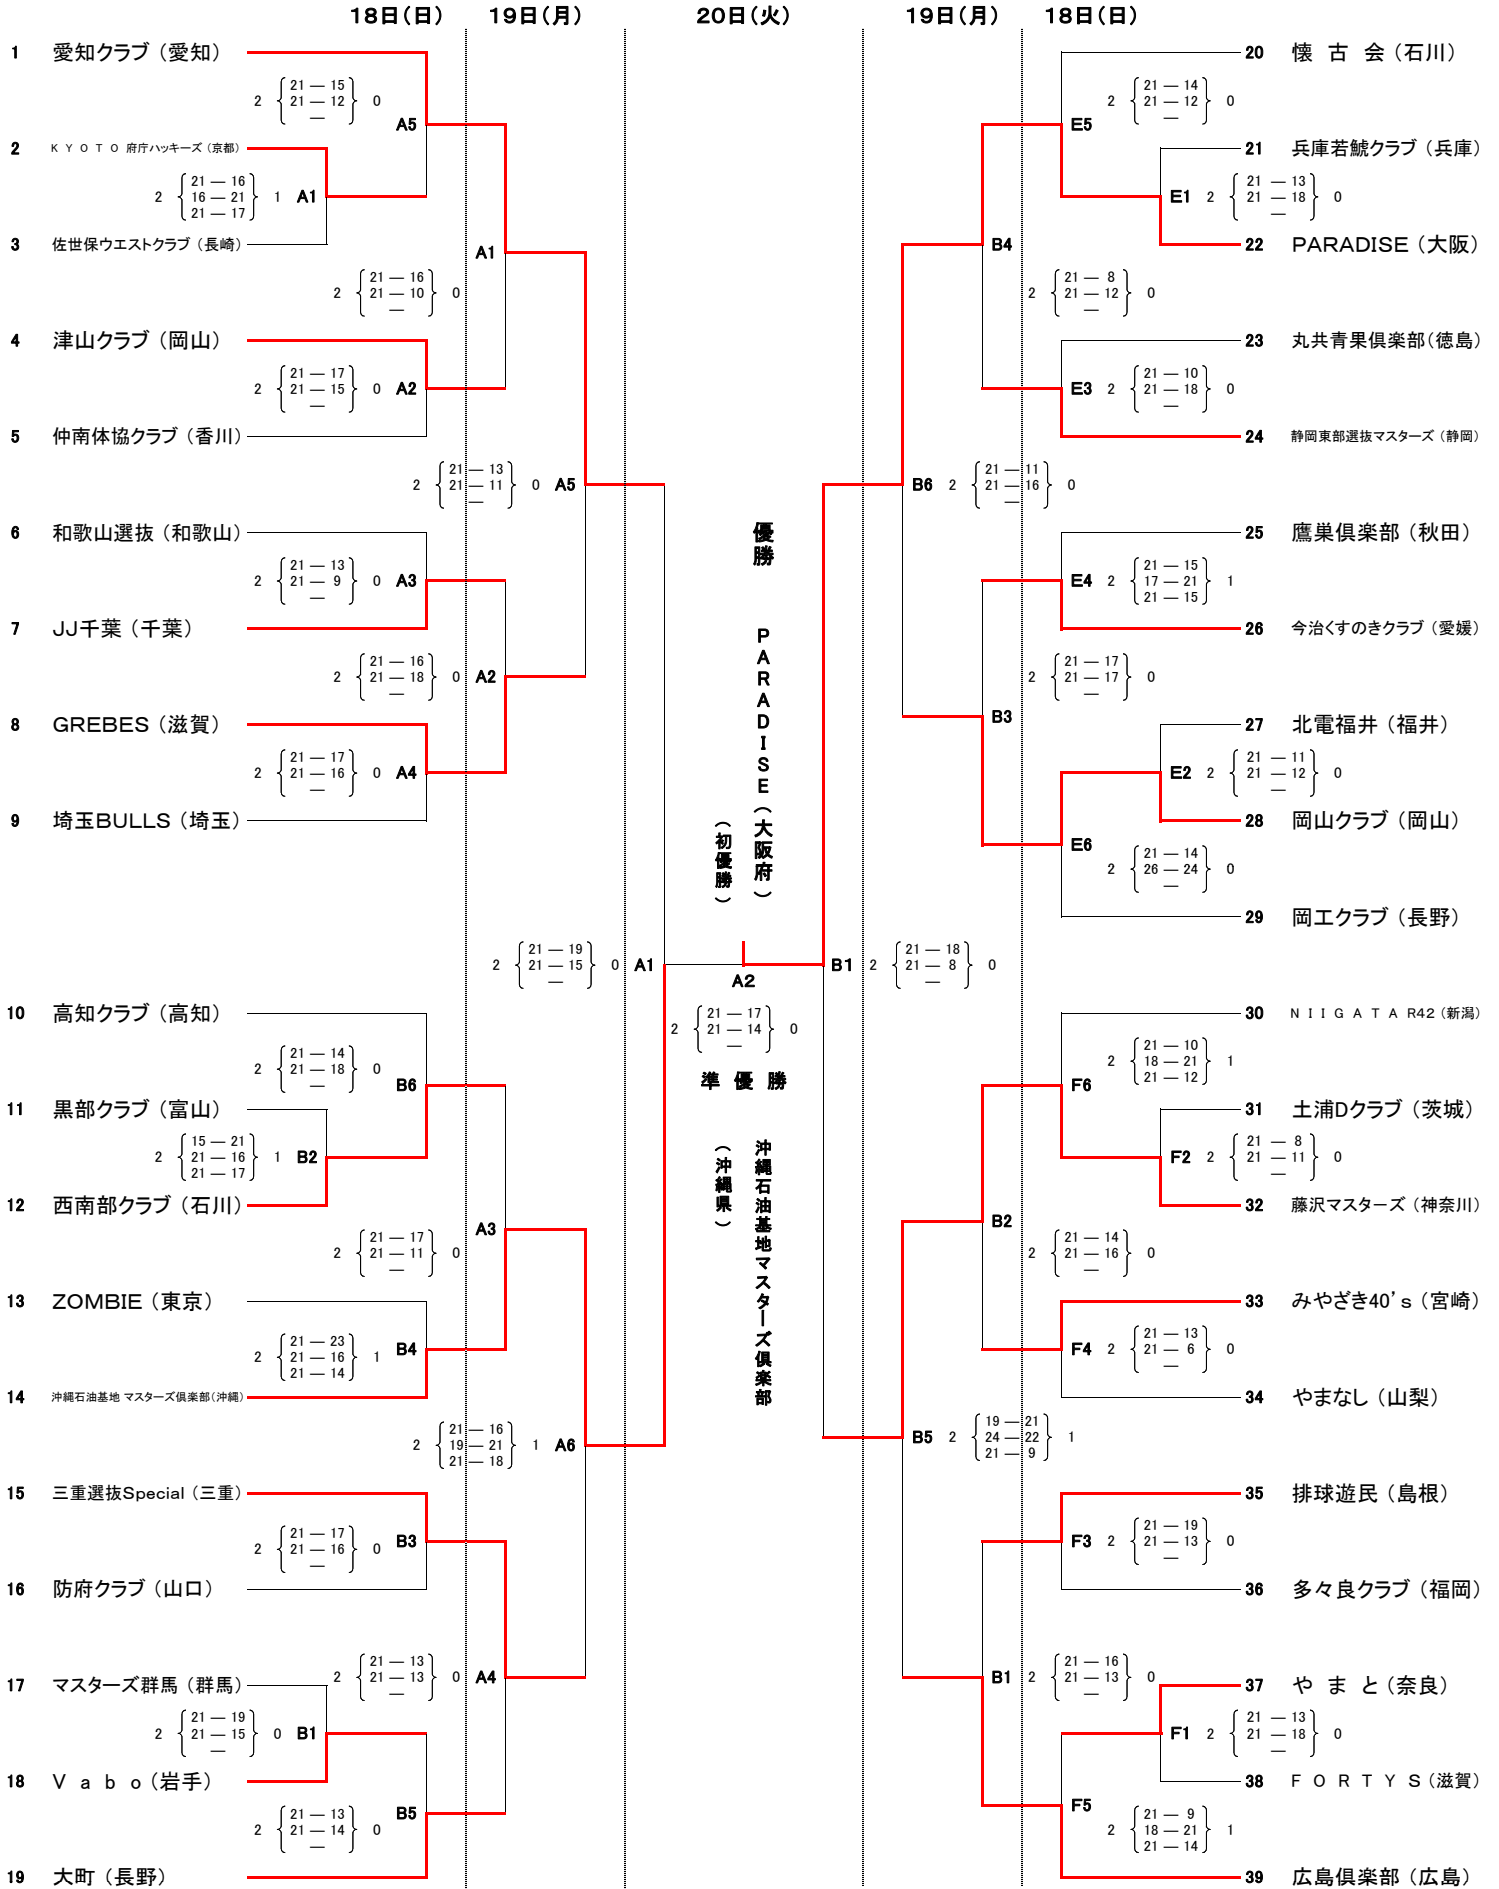 18日（日）　19日（月）　20日（火）　19日（月）　18日（日）
1 愛知クラブ（愛知）
2 ┤ 21 — 15
21 — 12
— ├ 0
A5
2 ＫＹＯＴＯ府庁ハッキーズ（京都）
2 21 — 16
16 — 21
21 — 17 1 A1
3 佐世保ウエストクラブ（長崎）
A1
2 21 — 16
21 — 10
— 0
4 津山クラブ（岡山）
2 21 — 17
21 — 15
— 0 A2
5 仲南体協クラブ（香川）
2 21 — 13
21 — 11
— 0 A5
6 和歌山選抜（和歌山）
2 21 — 13
21 — 9
— 0 A3
7 JJ千葉（千葉）
2 21 — 16
21 — 18
— 0 A2
8 GREBES（滋賀）
2 21 — 17
21 — 16
— 0 A4
9 埼玉BULLS（埼玉）
2 21 — 19
21 — 15
— 0 A1
10 高知クラブ（高知）
2 21 — 14
21 — 18
— 0 B6
11 黒部クラブ（富山）
2 15 — 21
21 — 16
21 — 17 1 B2
12 西南部クラブ（石川）
A3
2 21 — 17
21 — 11
— 0
13 ZOMBIE（東京）
2 21 — 23
21 — 16
21 — 14 1 B4
14 沖縄石油基地 マスターズ倶楽部（沖縄）
2 21 — 16
19 — 21
21 — 18 1 A6
15 三重選抜Special（三重）
2 21 — 17
21 — 16
— 0 B3
16 防府クラブ（山口）
2 21 — 13
21 — 13
— 0 A4
17 マスターズ群馬（群馬）
2 21 — 19
21 — 15
— 0 B1
18 Ｖａｂｏ（岩手）
B5
2 21 — 13
21 — 14
— 0
19 大町（長野）
優勝　ＰＡＲＡＤＩＳＥ（大阪府）
（初優勝）
A2
2 21 — 17
21 — 14
— 0
準優勝
沖縄石油基地マスターズ倶楽部
（沖縄県）
20 懐古会（石川）
2 21 — 14
21 — 12
— 0
E5
21 兵庫若鯱クラブ（兵庫）
E1 2 21 — 13
21 — 18
— 0
22 PARADISE（大阪）
B4
2 21 — 8
21 — 12
— 0
23 丸共青果倶楽部（徳島）
E3 2 21 — 10
21 — 18
— 0
24 静岡東部選抜マスターズ（静岡）
B6 2 21 — 11
21 — 16
— 0
25 鷹巣倶楽部（秋田）
E4 2 21 — 15
17 — 21
21 — 15 1
26 今治くすのきクラブ（愛媛）
2 21 — 17
21 — 17
— 0
B3
27 北電福井（福井）
E2 2 21 — 11
21 — 12
— 0
28 岡山クラブ（岡山）
E6
2 21 — 14
26 — 24
— 0
29 岡工クラブ（長野）
B1 2 21 — 18
21 — 8
— 0
30 ＮＩＩＧＡＴＡ R42（新潟）
2 21 — 10
18 — 21
21 — 12 1
F6
31 土浦Dクラブ（茨城）
F2 2 21 — 8
21 — 11
— 0
32 藤沢マスターズ（神奈川）
B2
2 21 — 14
21 — 16
— 0
33 みやざき40’ｓ（宮崎）
F4 2 21 — 13
21 — 6
— 0
34 やまなし（山梨）
B5 2 19 — 21
24 — 22
21 — 9 1
35 排球遊民（島根）
F3 2 21 — 19
21 — 13
— 0
36 多々良クラブ（福岡）
B1 2 21 — 16
21 — 13
— 0
37 やまと（奈良）
F1 2 21 — 13
21 — 18
— 0
38 ＦＯＲＴＹＳ（滋賀）
F5
2 21 — 9
18 — 21
21 — 14 1
39 広島倶楽部（広島）